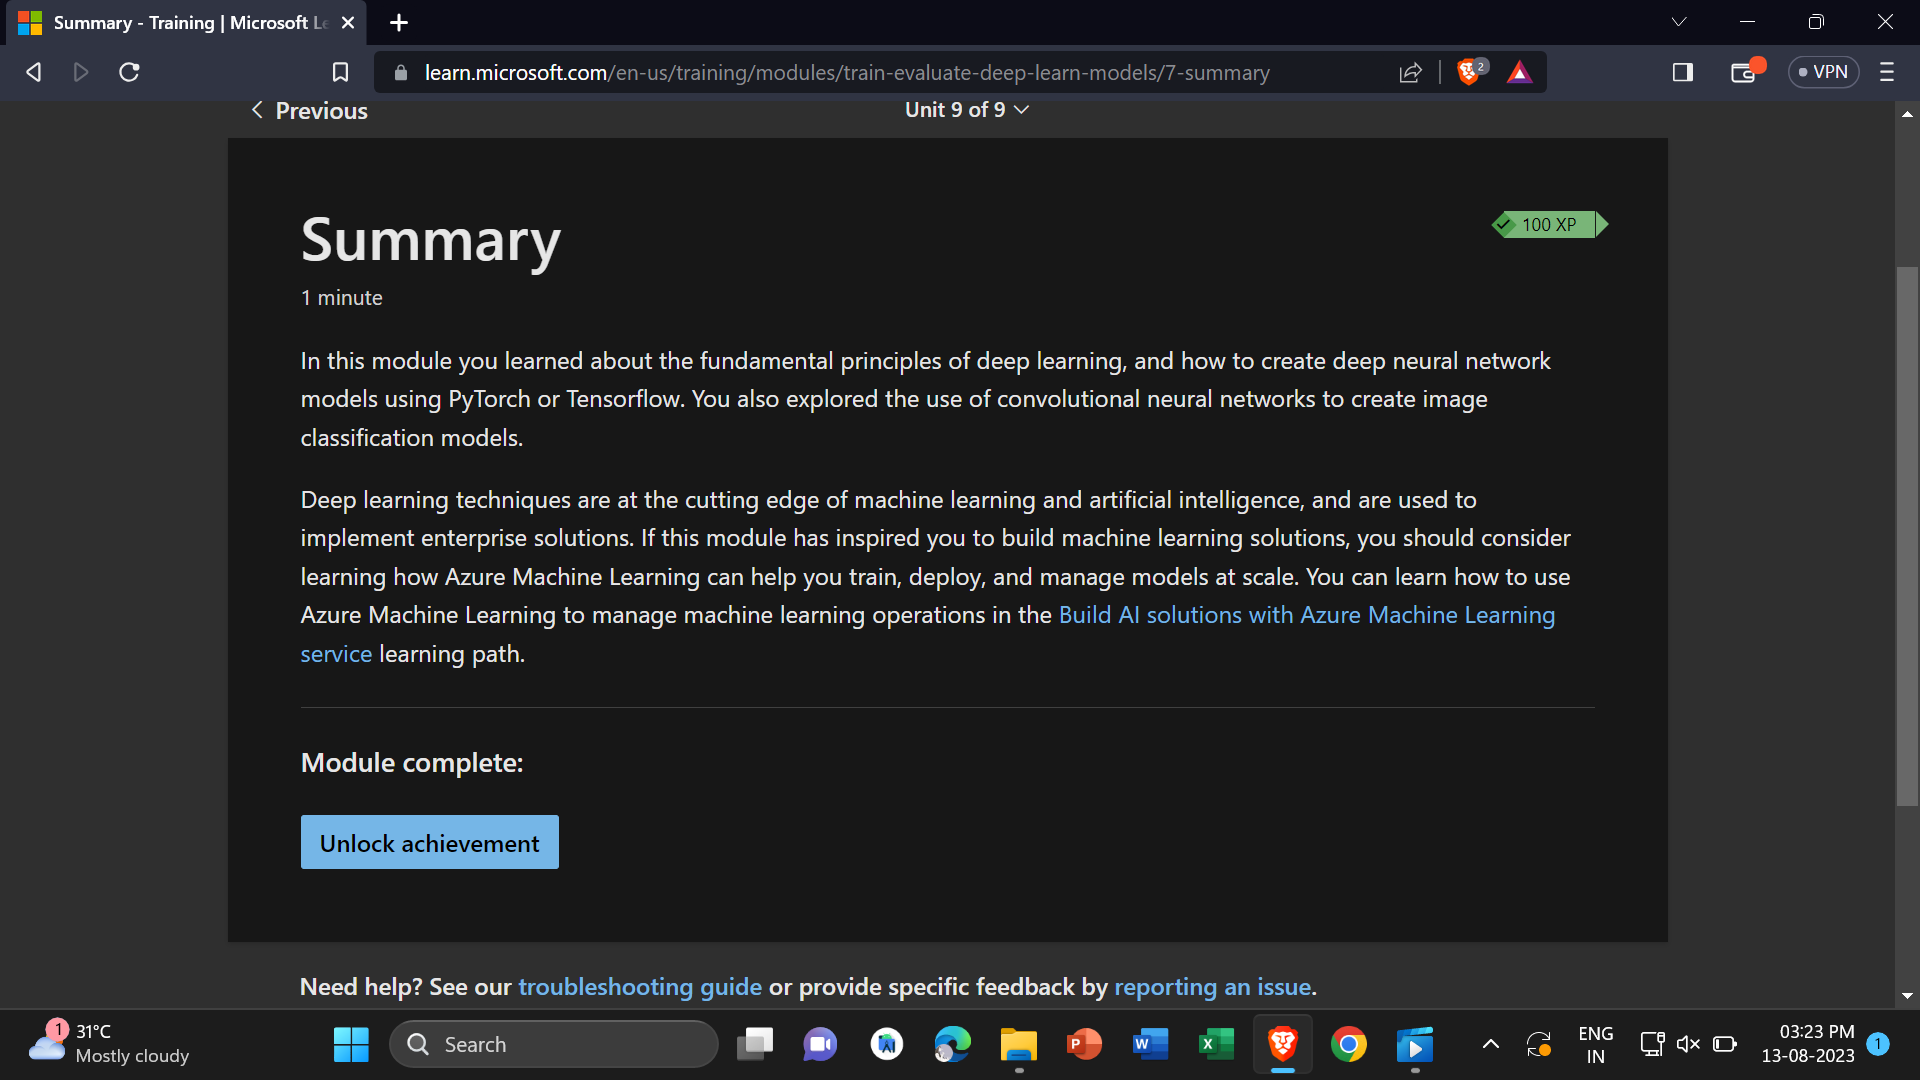 Summary - Training | Microsoft Le
learn.microsoft.com/en-us/training/modules/train-evaluate-deep-learn-models/7-summary
2
VPN
Previous
Unit 9 of 9
Summary
100 XP
1 minute
In this module you learned about the fundamental principles of deep learning, and how to create deep neural network
models using PyTorch or Tensorflow. You also explored the use of convolutional neural networks to create image
classification models.
Deep learning techniques are at the cutting edge of machine learning and artificial intelligence, and are used to
implement enterprise solutions. If this module has inspired you to build machine learning solutions, you should consider
learning how Azure Machine Learning can help you train, deploy, and manage models at scale. You can learn how to use
Azure Machine Learning to manage machine learning operations in the Build AI solutions with Azure Machine Learning
service learning path.
Module complete:
Unlock achievement
Need help? See our troubleshooting guide or provide specific feedback by reporting an issue.
1
31°C
Mostly cloudy
Search
AI
P
W
X
ENG
IN
03:23 PM
13-08-2023
1